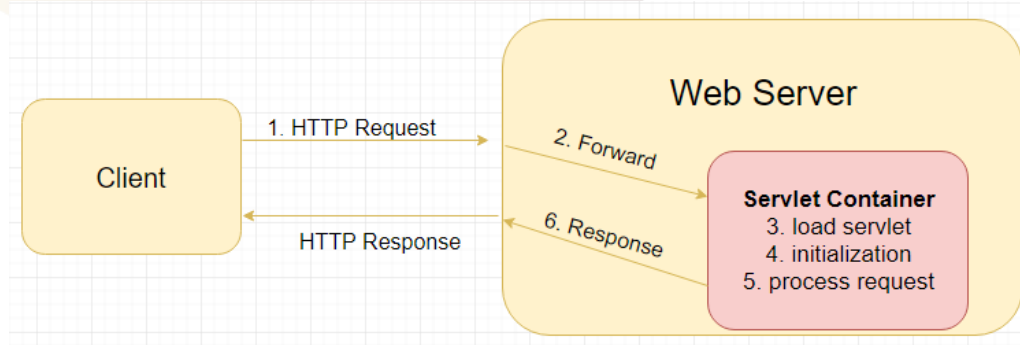 Web Server
1. HTTP Request
2. Forward
Client
Servlet Container
3. load servlet
4. initialization
5. process request
6. Response
HTTP Response